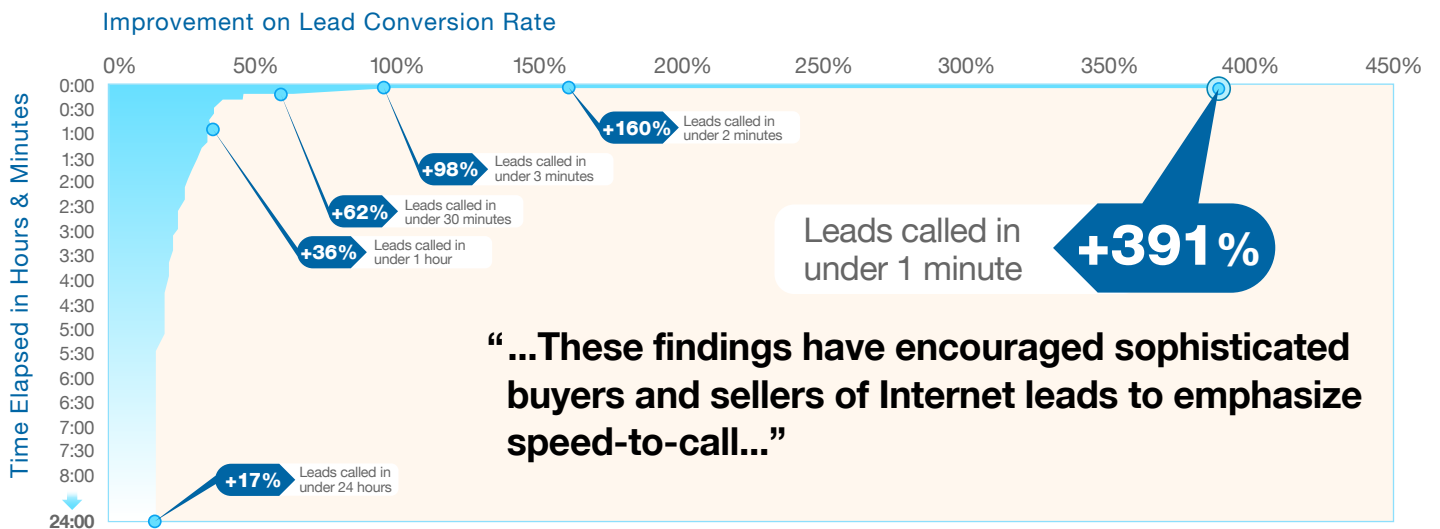 Improvement on Lead Conversion Rate
0% 50% 100% 150% 200% 250% 300% 350% 400% 450%
Time Elapsed in Hours & Minutes
0:00
0:30
1:00
1:30
2:00
2:30
3:00
3:30
4:00
4:30
5:00
5:30
6:00
6:30
7:00
7:30
8:00
24:00
+160% Leads called in
under 2 minutes
+98% Leads called in
under 3 minutes
+62% Leads called in
under 30 minutes
+36% Leads called in
under 1 hour
Leads called in
under 1 minute
+391%
“...These findings have encouraged sophisticated
buyers and sellers of Internet leads to emphasize
speed-to-call...”
+17% Leads called in
under 24 hours